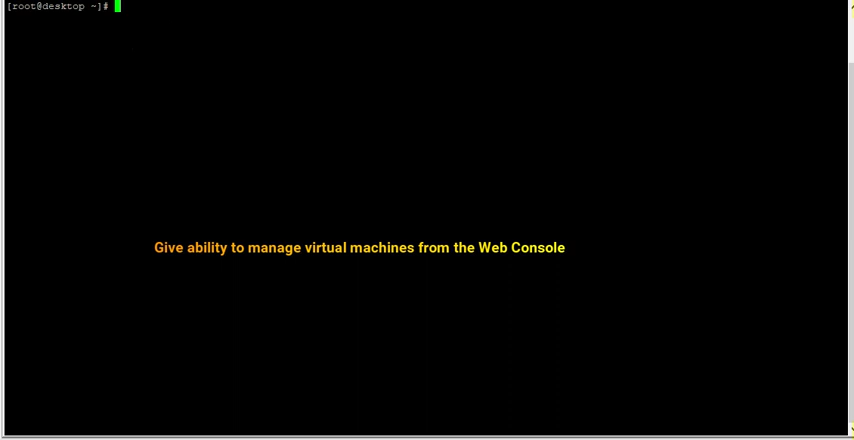 [root@desktop ~]#
Give ability to manage virtual machines from the Web Console